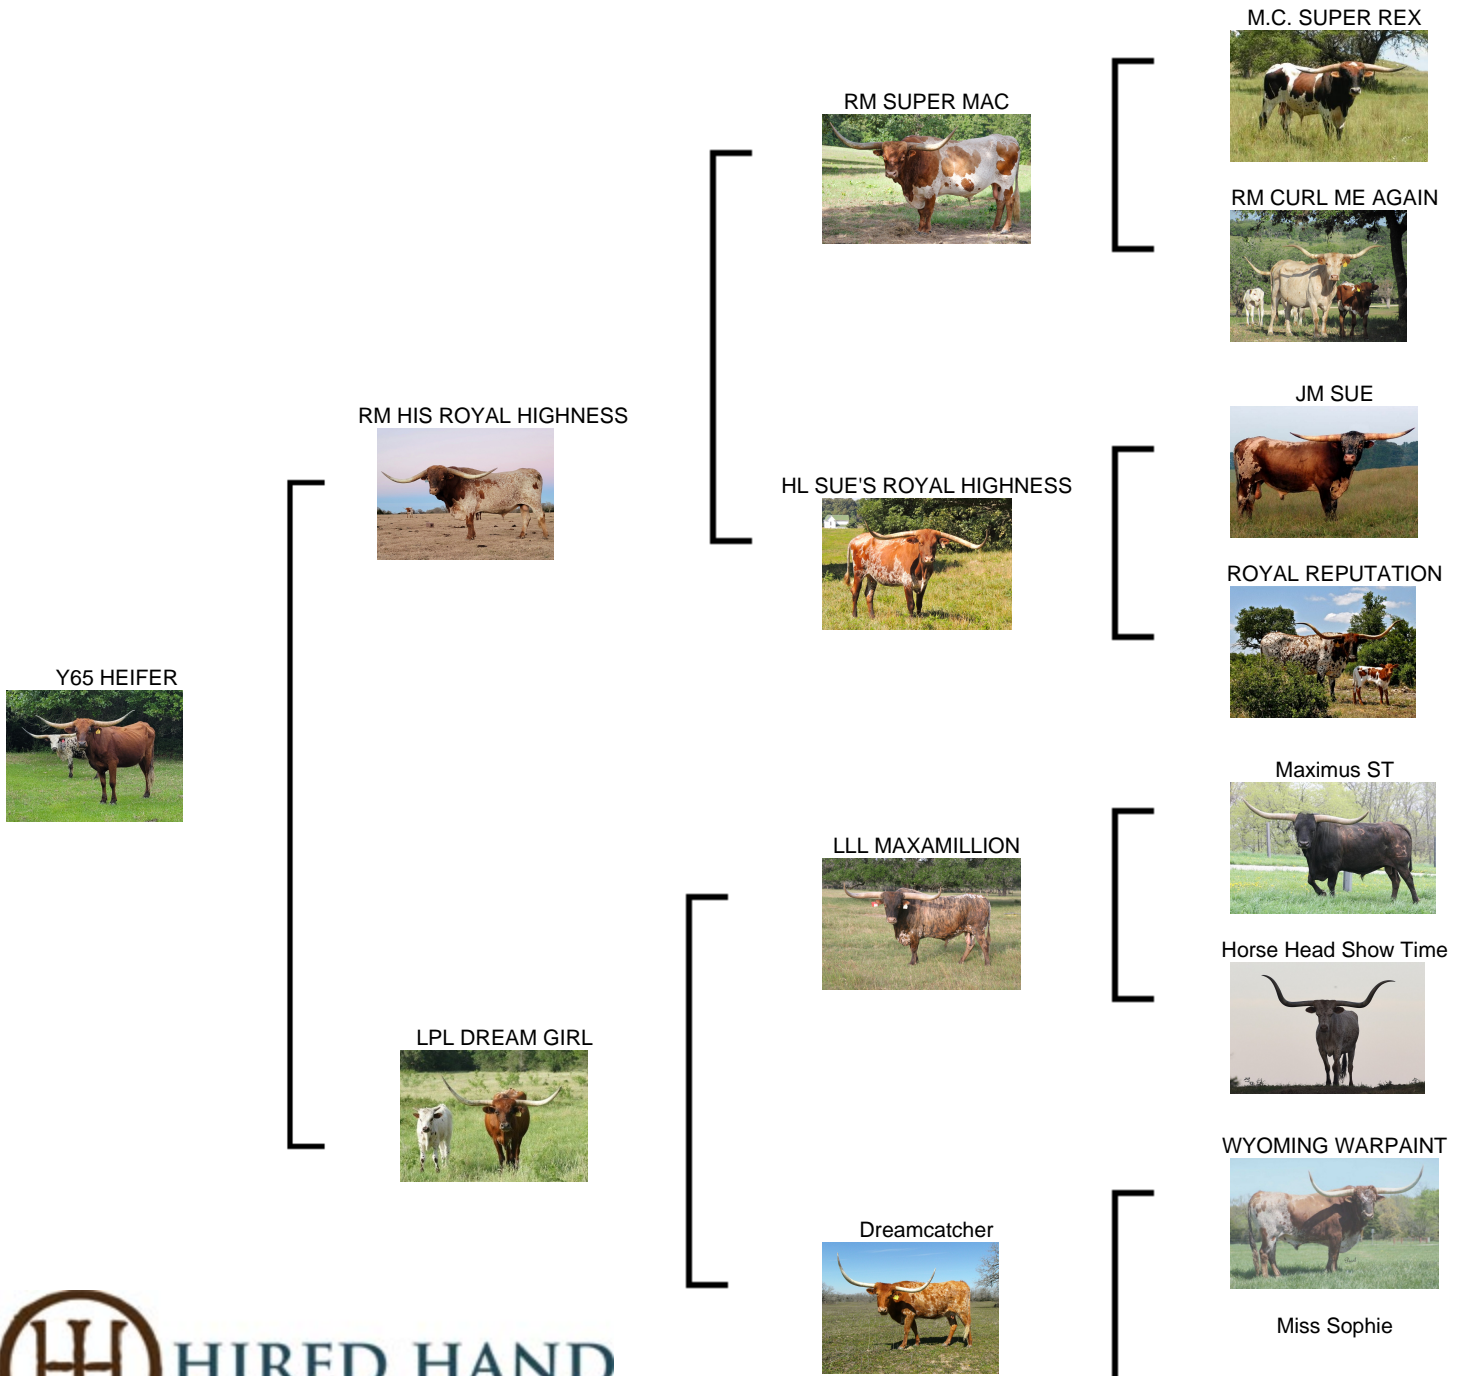 M.C. SUPER REX
RM SUPER MAC
RM CURL ME AGAIN
RM HIS ROYAL HIGHNESS
JM SUE
HL SUE'S ROYAL HIGHNESS
ROYAL REPUTATION
Y65 HEIFER
Maximus ST
LLL MAXAMILLION
Horse Head Show Time
LPL DREAM GIRL
WYOMING WARPAINT
Dreamcatcher
Miss Sophie
HIRED HAND